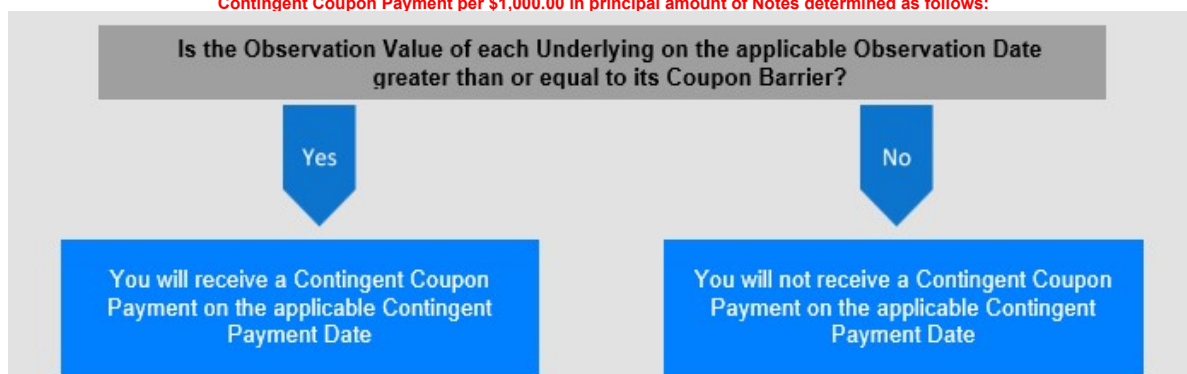 Contingent Coupon Payment per $1,000.00 in principal amount of Notes determined as follows:
Is the Observation Value of each Underlying on the applicable Observation Date
greater than or equal to its Coupon Barrier?
Yes
No
You will receive a Contingent Coupon
Payment on the applicable Contingent
Payment Date
You will not receive a Contingent Coupon
Payment on the applicable Contingent
Payment Date